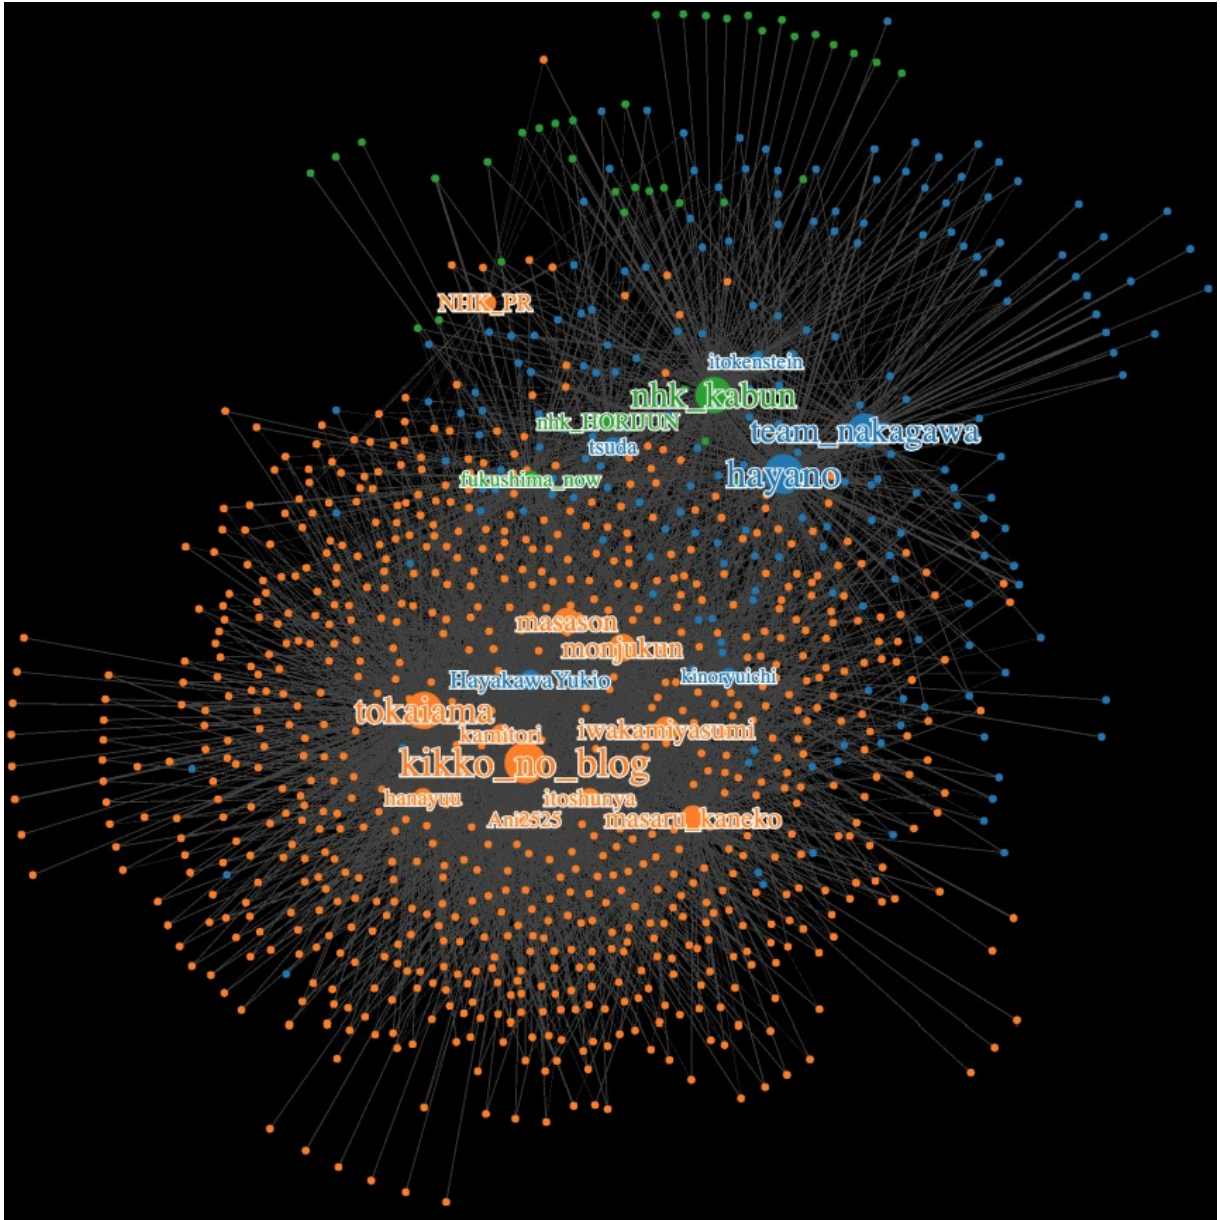 NHK_PR
itokenstein
nhk_kabun
nhk_HORIJUN
team_nakagawa
tsuda
hayano
fukushima_now
masason
monjukun
HayakawaYukio
kinoryuichi
tokaiama
iwakamiyasumi
kamitori
kikko_no_blog
hanayuu
itoshunya
Ani2525
masaru_kaneko